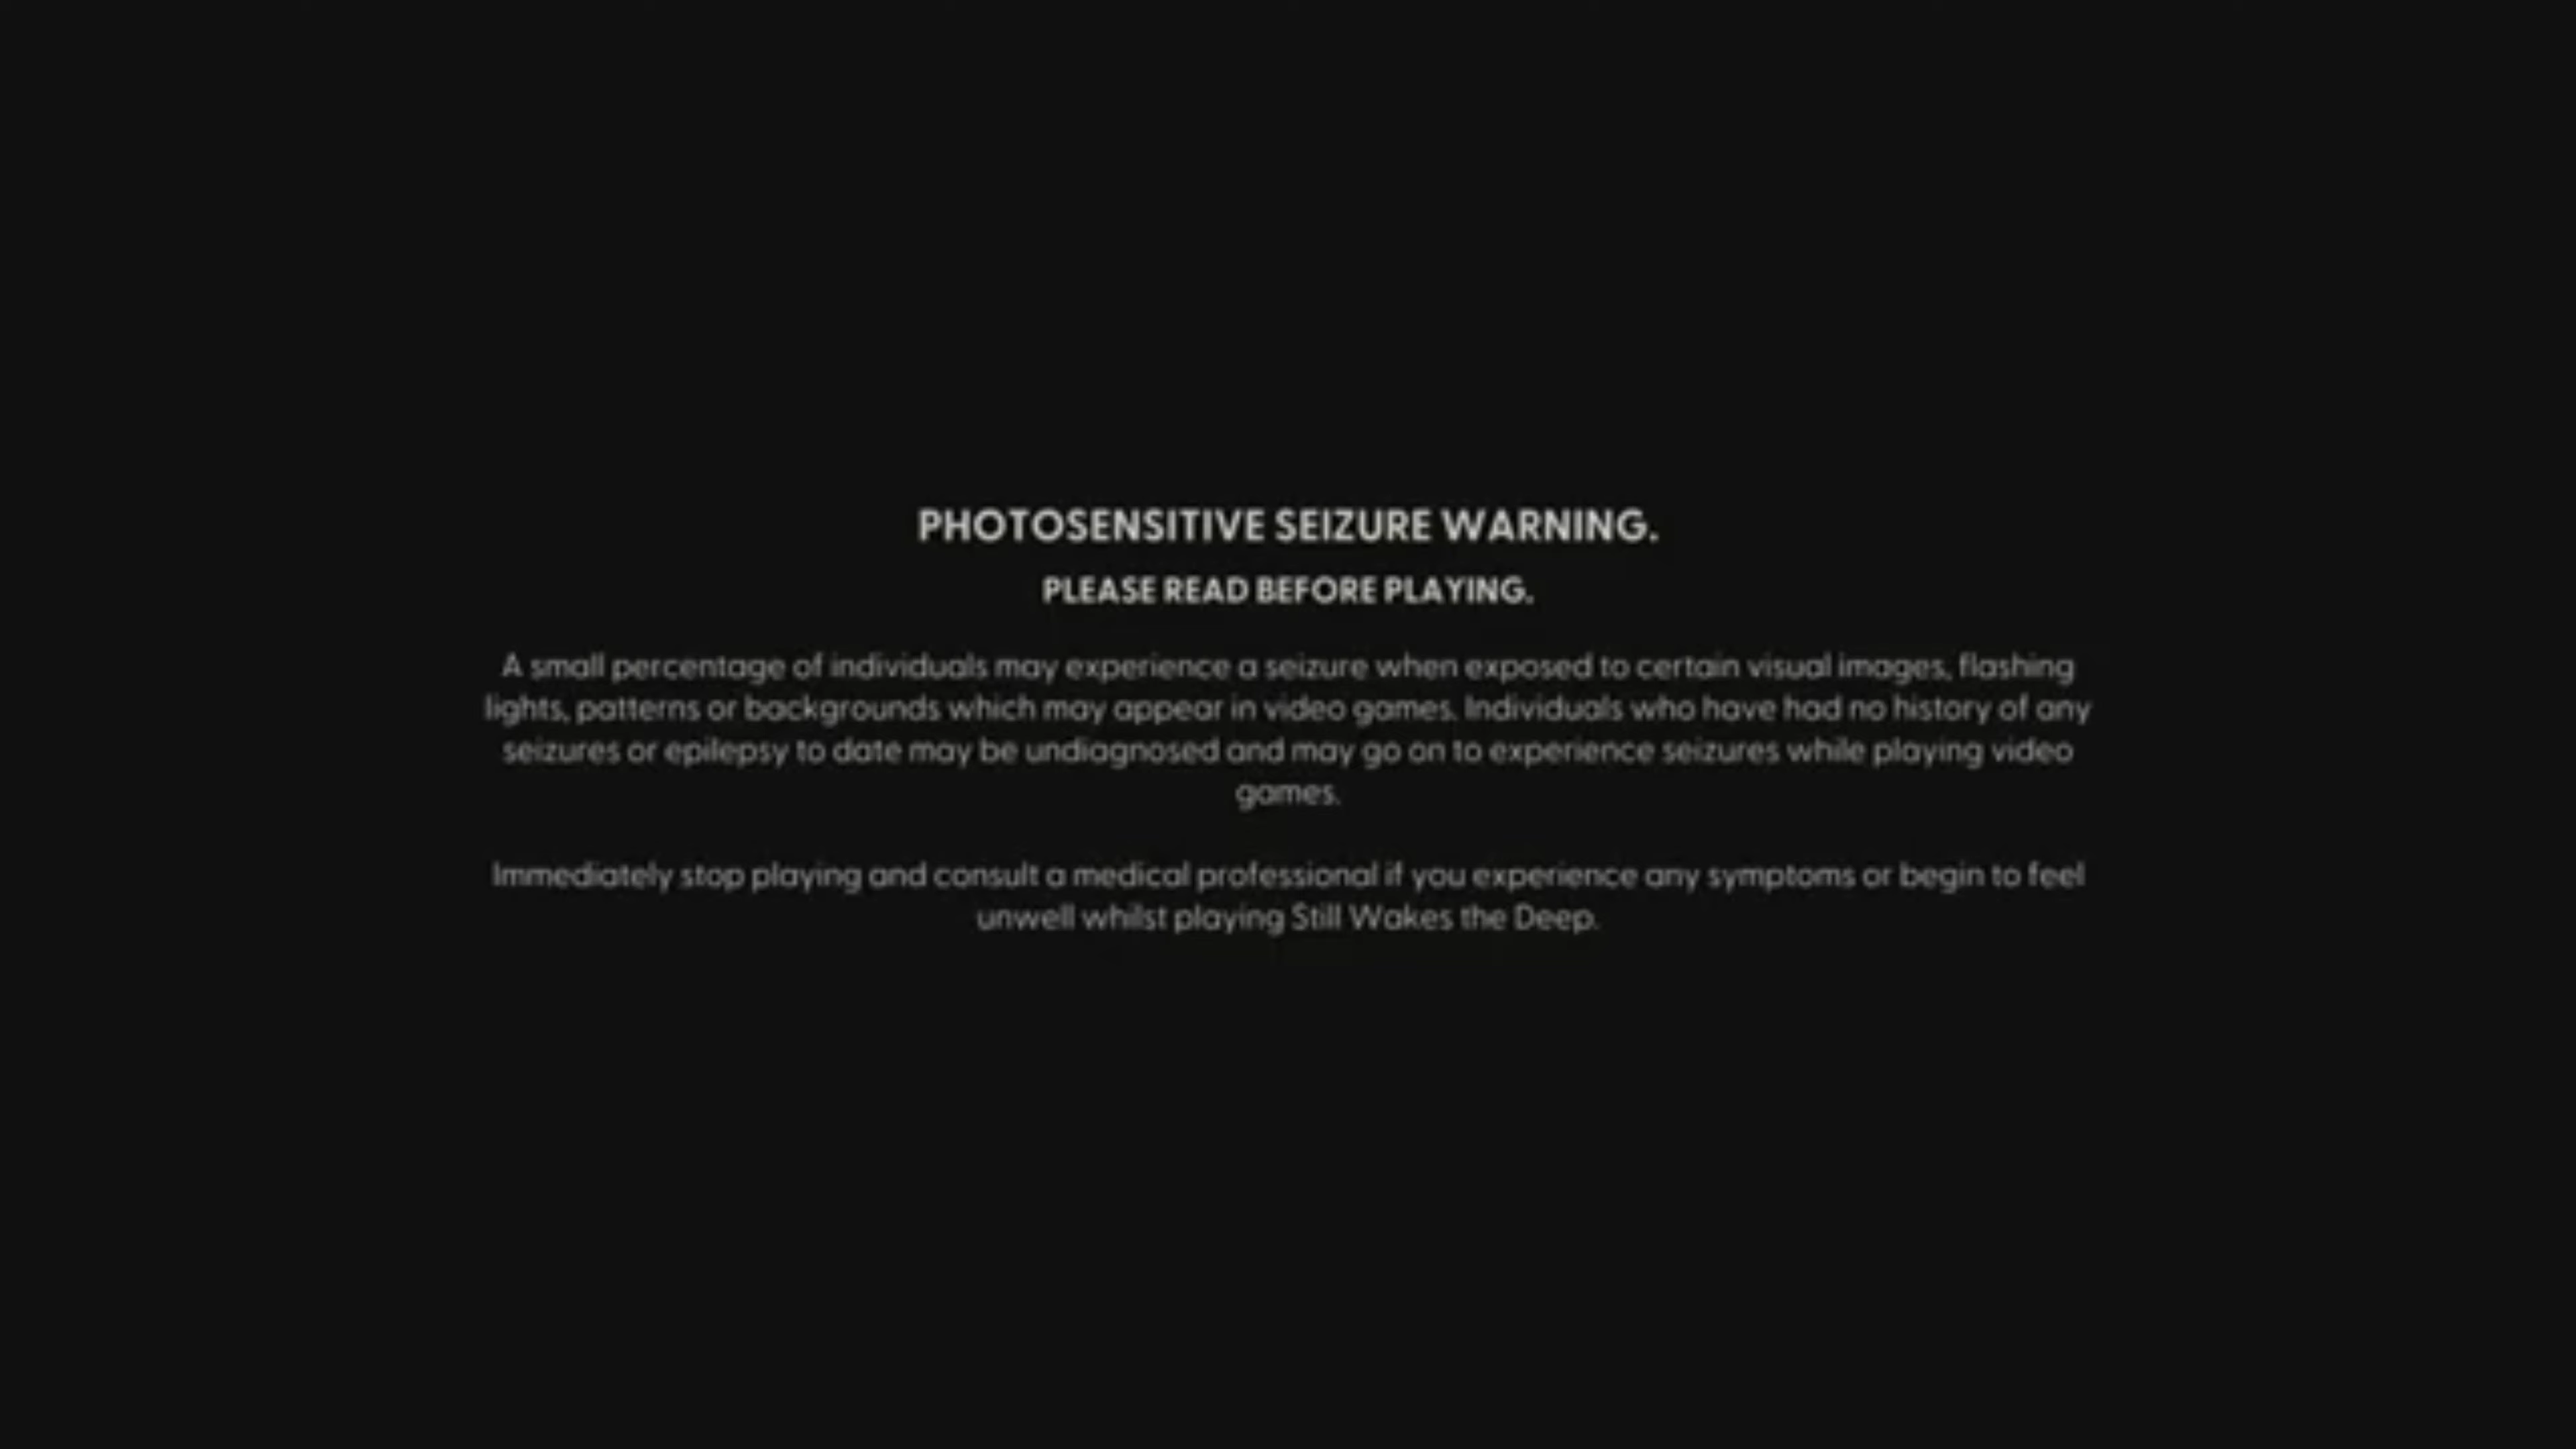 PHOTOSENSITIVE SEIZURE WARNING.
PLEASE READ BEFORE PLAYING.
A small percentage of individuals may experience a seizure when exposed to certain visual images, flashing
lights, patterns or backgrounds which may appear in video games. Individuals who have had no history of any
seizures or epilepsy to date may be undiagnosed and may go on to experience seizures while playing video
games.
Immediately stop playing and consult a medical professional if you experience any symptoms or begin to feel
unwell whilst playing Still Wakes the Deep.